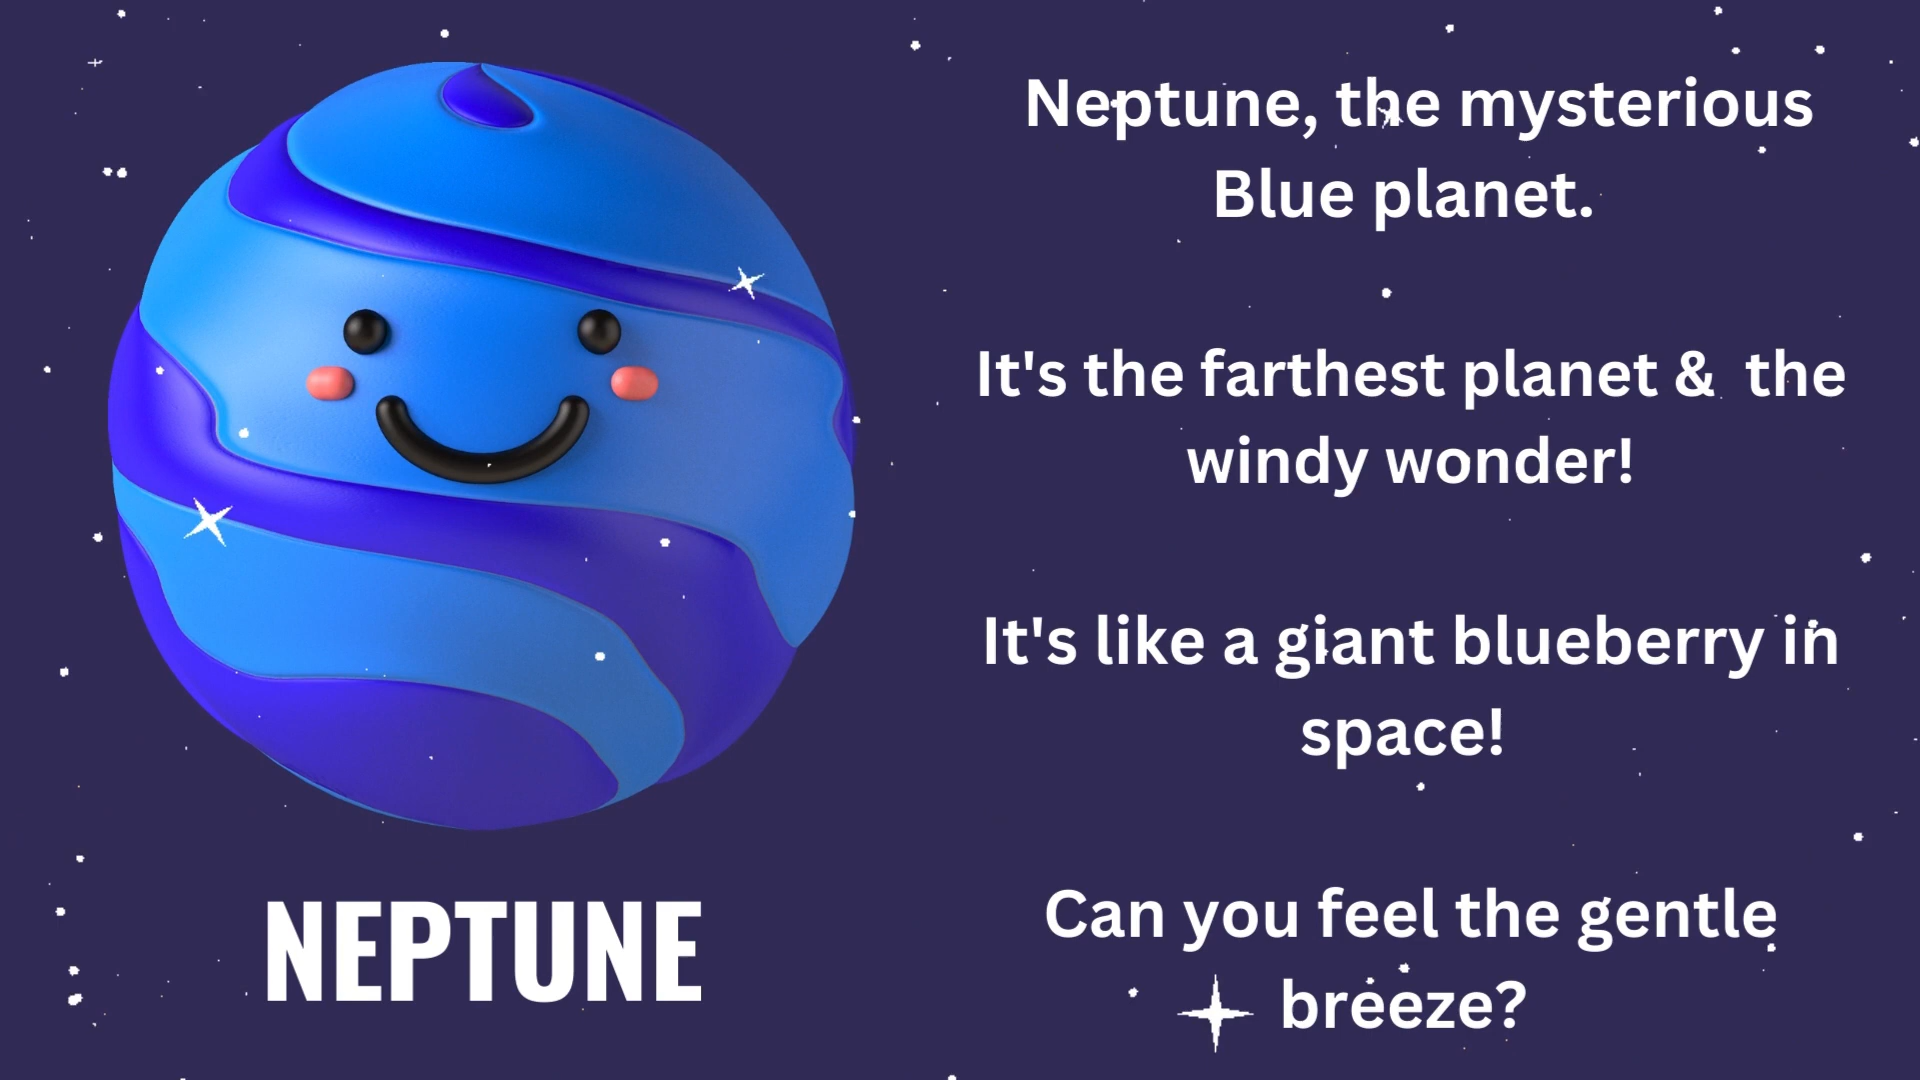 Neptune, the mysterious
Blue planet.
It's the farthest planet & the
windy wonder!
It's like a giant blueberry in
space!
Can you feel the gentle
breeze?
NEPTUNE